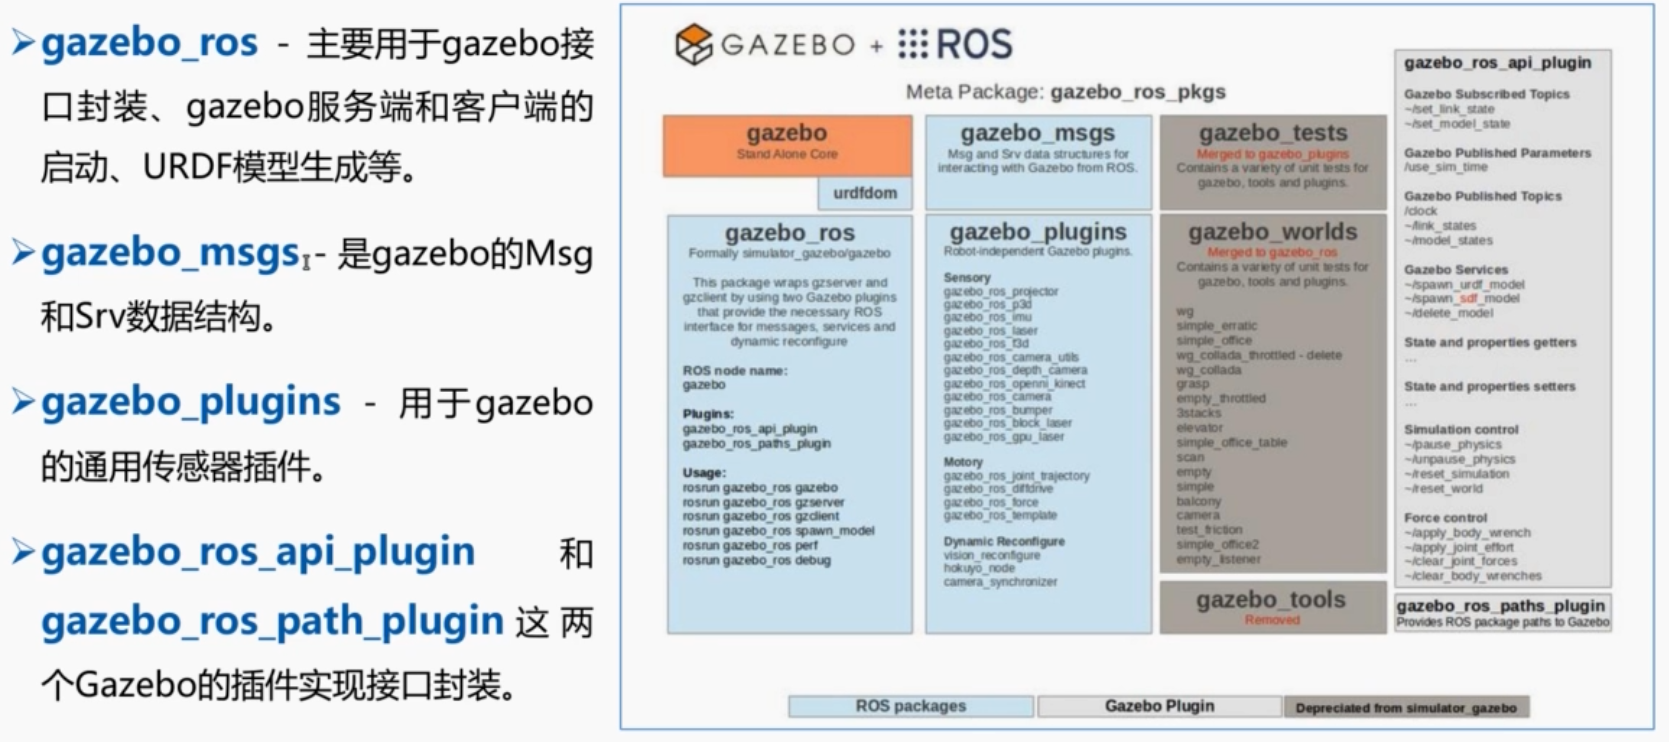 ➢gazebo_ros - 主要用于gazebo接
口封装、gazebo服务端和客户端的
启动、URDF模型生成等。
➢gazebo_msgs - 是gazebo的Msg
和Srv数据结构。
➢gazebo_plugins - 用于gazebo
的通用传感器插件。
➢gazebo_ros_api_plugin 和
gazebo_ros_path_plugin 这两
个Gazebo的插件实现接口封装。
GAZEBO + ROS
Meta Package: gazebo_ros_pkgs
gazebo
Stand Alone Core
urdfdom
gazebo_ros
Formally simulator_gazebo/gazebo
This package wraps gzserver and
gzclient by using two Gazebo plugins
that provide the necessary ROS
interface for messages, services and
dynamic reconfigure
ROS node name:
gazebo
Plugins:
gazebo_ros_api_plugin
gazebo_ros_paths_plugin
Usage:
rosrun gazebo_ros gazebo
rosrun gazebo_ros gzserver
rosrun gazebo_ros gzclient
rosrun gazebo_ros spawn_model
rosrun gazebo_ros perf
rosrun gazebo_ros debug
gazebo_msgs
Msg and Srv data structures for
interacting with Gazebo from ROS.
gazebo_plugins
Robot-independent Gazebo plugins.
Sensory
gazebo_ros_projector
gazebo_ros_p3d
gazebo_ros_imu
gazebo_ros_laser
gazebo_ros_f3d
gazebo_ros_camera_utils
gazebo_ros_depth_camera
gazebo_ros_openni_kinect
gazebo_ros_camera
gazebo_ros_bumper
gazebo_ros_block_laser
gazebo_ros_gpu_laser
Motory
gazebo_ros_joint_trajectory
gazebo_ros_diffdrive
gazebo_ros_force
gazebo_ros_template
Dynamic Reconfigure
vision_reconfigure
hokuyo_node
camera_synchronizer
gazebo_tests
Merged to gazebo_plugins
Contains a variety of unit tests for
gazebo, tools and plugins.
gazebo_worlds
Merged to gazebo_ros
Contains a variety of unit tests for
gazebo, tools and plugins.
wg
simple_erratic
simple_office
wg_collada_throttled - delete
wg_collada
grasp
empty_throttled
3stacks
elevator
simple_office_table
scan
empty
simple
balcony
camera
test_friction
simple_office2
empty_listener
gazebo_tools
Removed
gazebo_ros_api_plugin
Gazebo Subscribed Topics
~/set_link_state
~/set_model_state
Gazebo Published Parameters
/use_sim_time
Gazebo Published Topics
/clock
~/link_states
~/model_states
Gazebo Services
~/spawn_urdf_model
~/spawn_sdf_model
~/delete_model
State and properties getters
...
State and properties setters
...
Simulation control
~/pause_physics
~/unpause_physics
~/reset_simulation
~/reset_world
Force control
~/apply_body_wrench
~/apply_joint_effort
~/clear_joint_forces
~/clear_body_wrenches
gazebo_ros_paths_plugin
Provides ROS package paths to Gazebo
ROS packages
Gazebo Plugin
Depreciated from simulator_gazebo